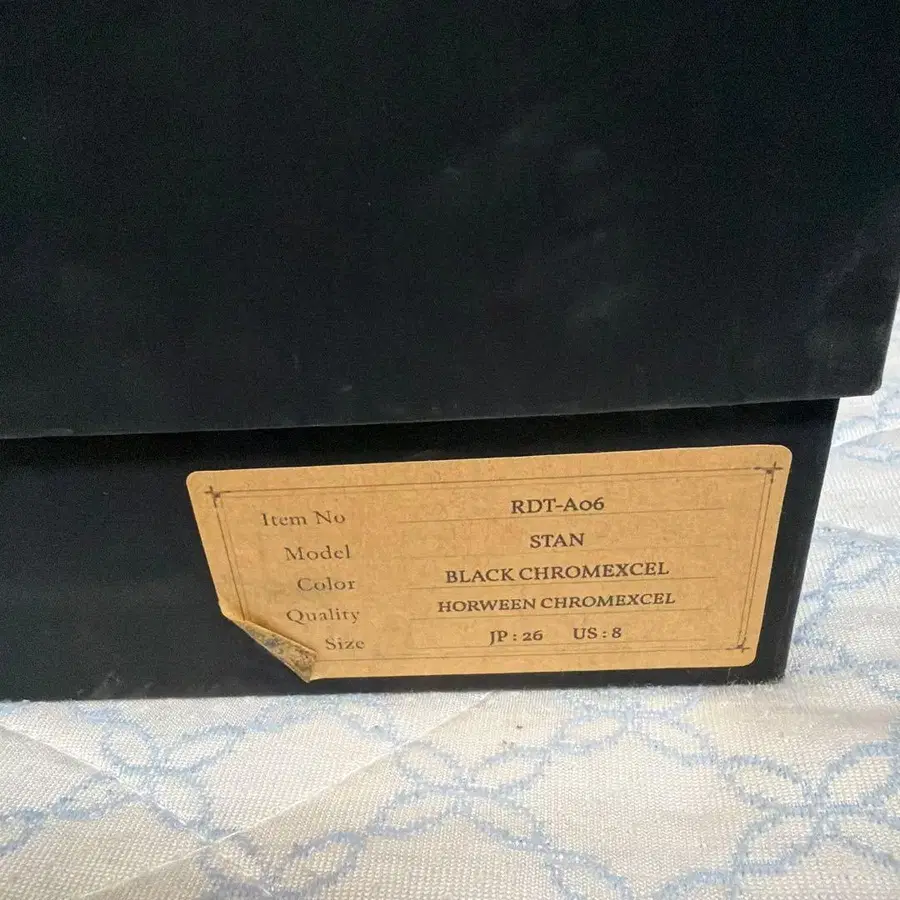 Item No RDT-A06
Model STAN
Color BLACK CHROMEXCEL
Quality HORWEEN CHROMEXCEL
Size JP : 26 US : 8